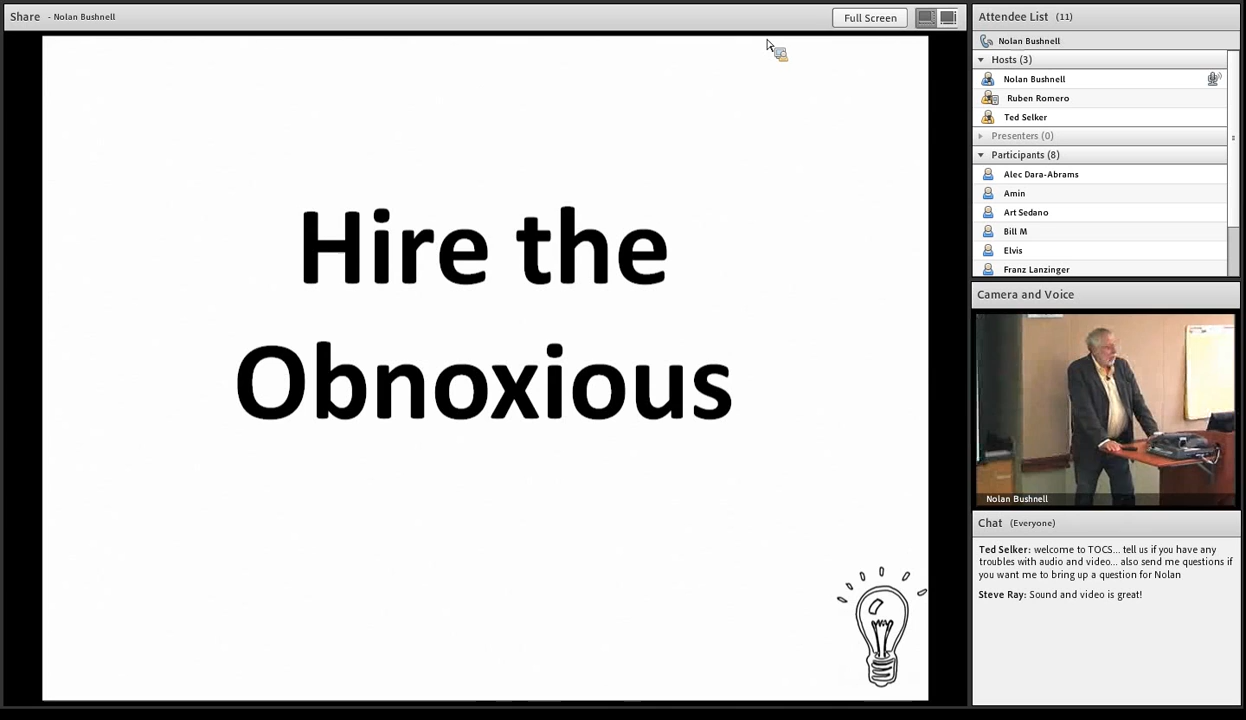 Share - Nolan Bushnell
Full Screen
Hire the
Obnoxious
Attendee List (11)
Nolan Bushnell
Hosts (3)
Nolan Bushnell
Ruben Romero
Ted Selker
Presenters (0)
Participants (8)
Alec Dara-Abrams
Amin
Art Sedano
Bill M
Elvis
Franz Lanzinger
Camera and Voice
Nolan Bushnell
Chat (Everyone)
Ted Selker: welcome to TOCS... tell us if you have any
troubles with audio and video... also send me questions if
you want me to bring up a question for Nolan
Steve Ray: Sound and video is great!